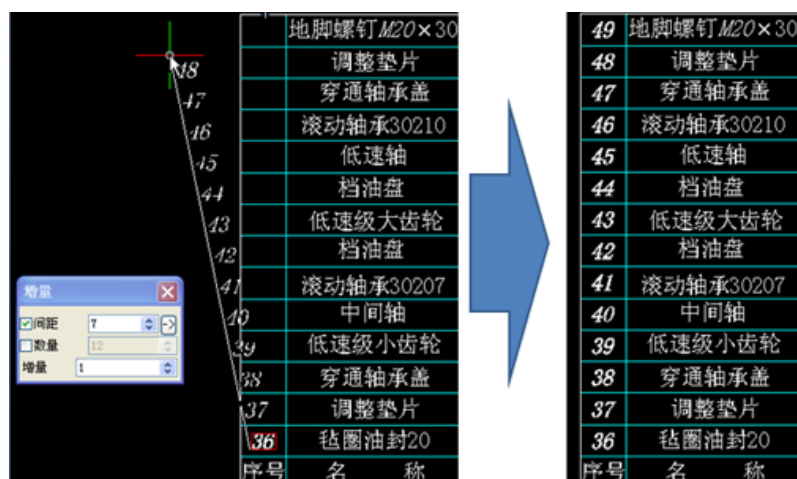 地脚螺钉M20×30
48 调整垫片
47 穿通轴承盖
46 滚动轴承30210
45 低速轴
44 档油盘
43 低速级大齿轮
42 档油盘
41 滚动轴承30207
40 中间轴
39 低速级小齿轮
38 穿通轴承盖
37 调整垫片
36 毡圈油封20
序号 名 称
增量
间距 7 ->
数量 12
增量 1
49 地脚螺钉M20×30
48 调整垫片
47 穿通轴承盖
46 滚动轴承30210
45 低速轴
44 档油盘
43 低速级大齿轮
42 档油盘
41 滚动轴承30207
40 中间轴
39 低速级小齿轮
38 穿通轴承盖
37 调整垫片
36 毡圈油封20
序号 名 称